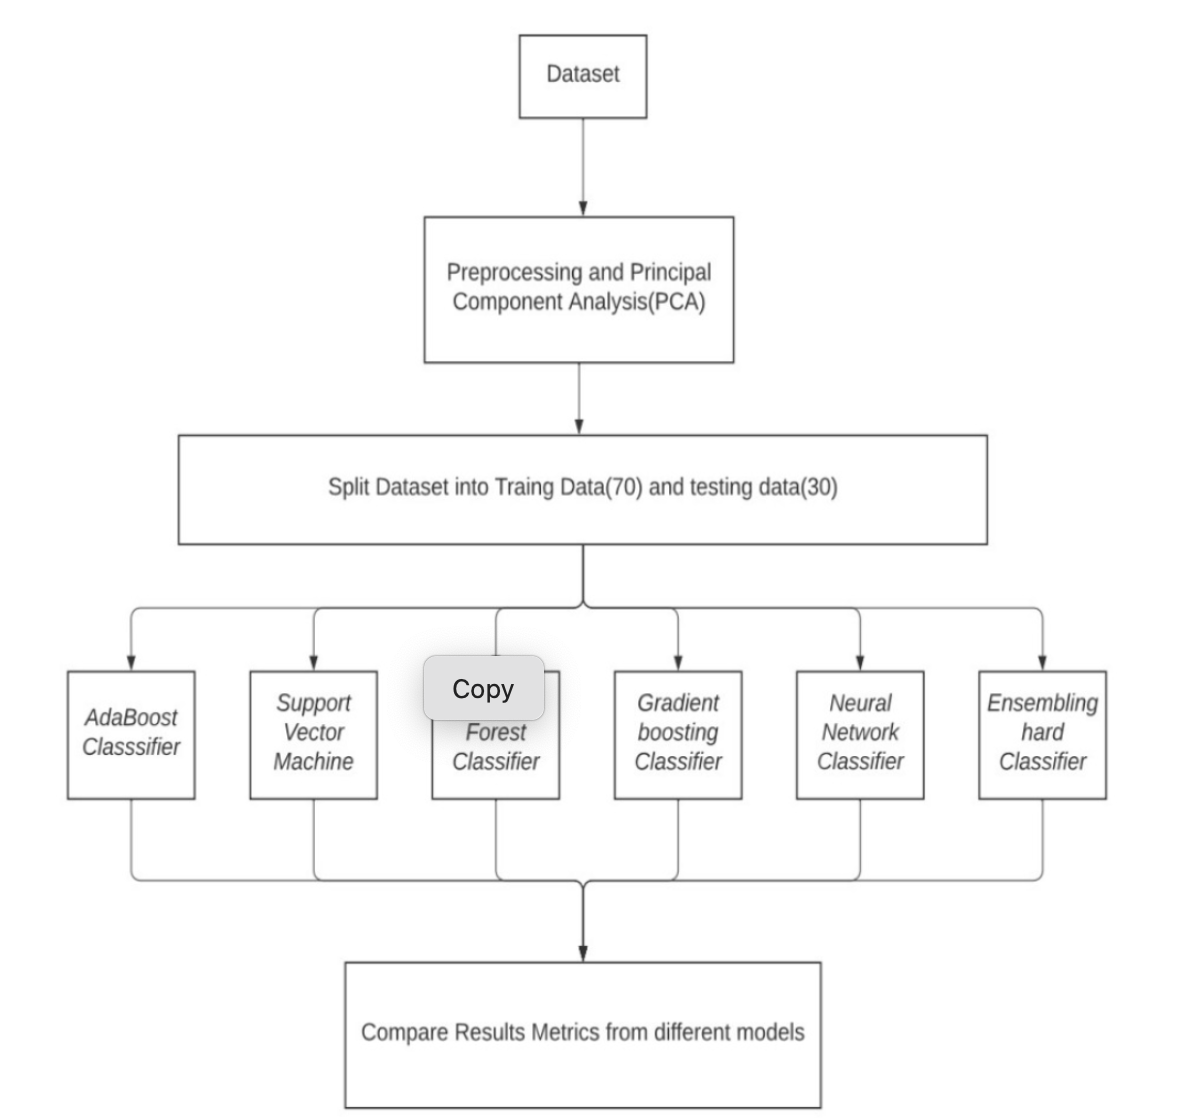 Dataset
Preprocessing and Principal
Component Analysis(PCA)
Split Dataset into Traing Data(70) and testing data(30)
AdaBoost
Classsifier
Support
Vector
Machine
Copy
Forest
Classifier
Gradient
boosting
Classifier
Neural
Network
Classifier
Ensembling
hard
Classifier
Compare Results Metrics from different models